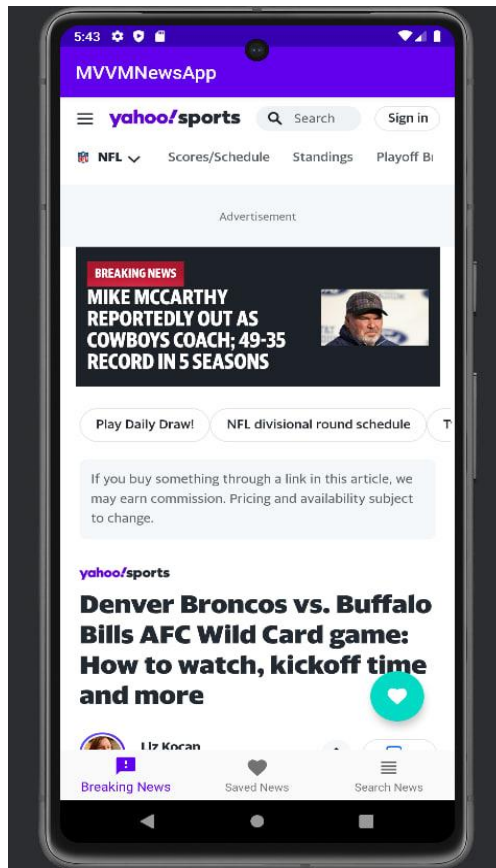 5:43
MVVMNewsApp
yahoo!sports
Search
Sign in
NFL
Scores/Schedule
Standings
Playoff Br
Advertisement
BREAKING NEWS
MIKE MCCARTHY
REPORTEDLY OUT AS
COWBOYS COACH; 49-35
RECORD IN 5 SEASONS
Play Daily Draw!
NFL divisional round schedule
If you buy something through a link in this article, we
may earn commission. Pricing and availability subject
to change.
yahoo!sports
Denver Broncos vs. Buffalo
Bills AFC Wild Card game:
How to watch, kickoff time
and more
Liz Kocan
Breaking News
Saved News
Search News